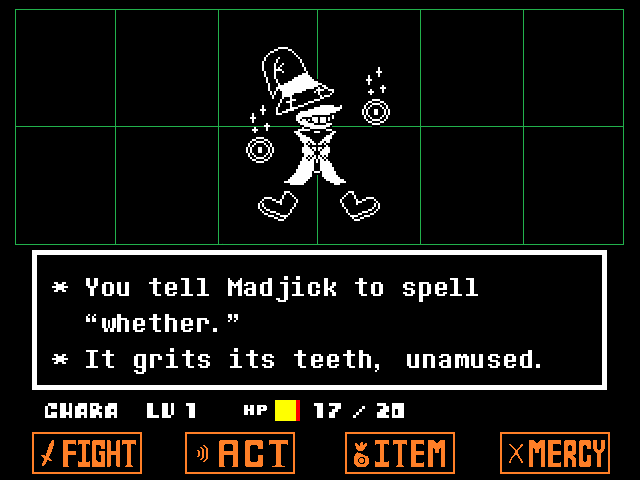 * You tell Madjick to spell
“whether.”
* It grits its teeth, unamused.
CHARA LV 1 HP 17 / 20
FIGHT ACT ITEM MERCY